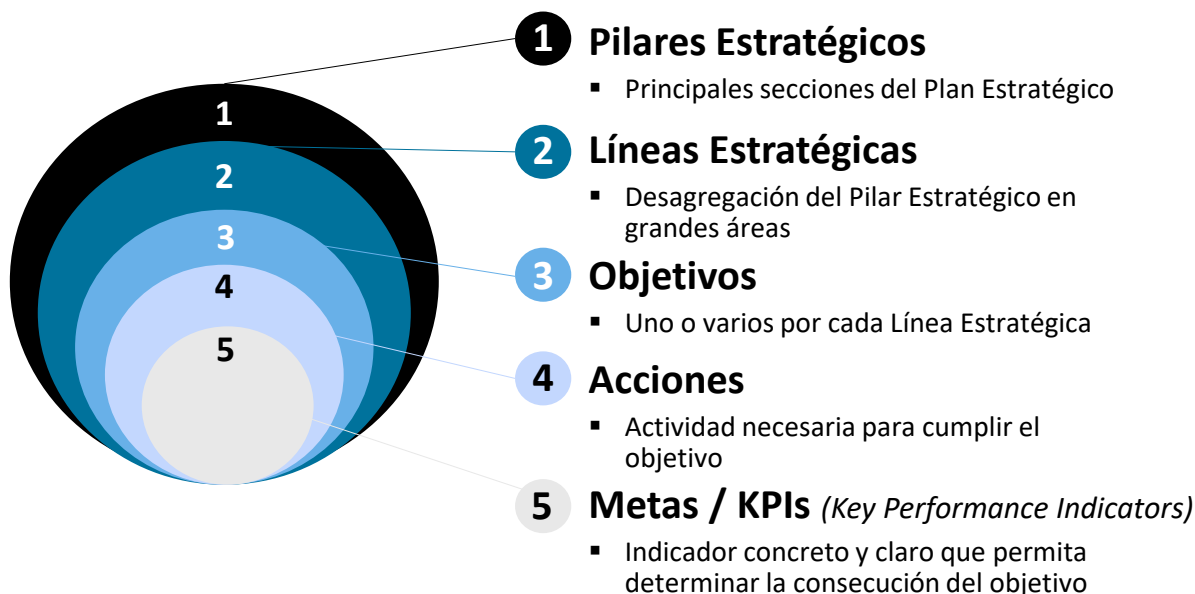 1 Pilares Estratégicos
▪ Principales secciones del Plan Estratégico
1
2 Líneas Estratégicas
2
▪ Desagregación del Pilar Estratégico en
grandes áreas
3
3 Objetivos
4
▪ Uno o varios por cada Línea Estratégica
5
4 Acciones
▪ Actividad necesaria para cumplir el
objetivo
5 Metas / KPIs (Key Performance Indicators)
▪ Indicador concreto y claro que permita
determinar la consecución del objetivo